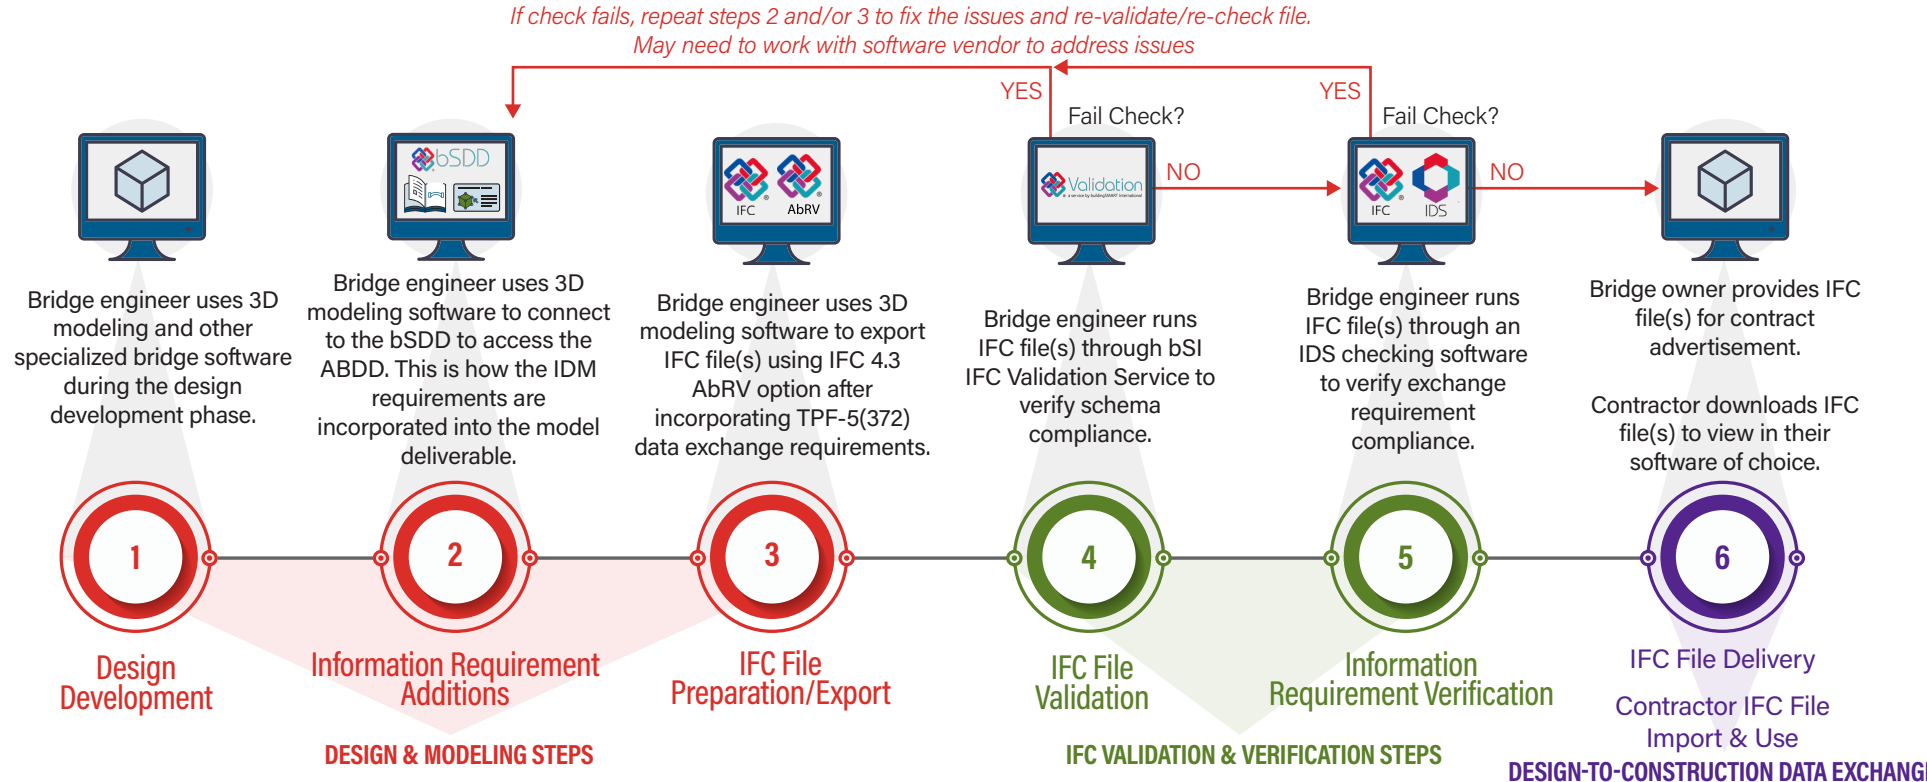 If check fails, repeat steps 2 and/or 3 to fix the issues and re-validate/re-check file.
May need to work with software vendor to address issues
YES
YES
Fail Check?
Fail Check?
bSDD
IFC
AbRV
Validation
a service by buildingSMART International
NO
IFC
IDS
NO
Bridge engineer uses 3D
modeling and other
specialized bridge software
during the design
development phase.
Bridge engineer uses 3D
modeling software to connect
to the bSDD to access the
ABDD. This is how the IDM
requirements are
incorporated into the model
deliverable.
Bridge engineer uses 3D
modeling software to export
IFC file(s) using IFC 4.3
AbRV option after
incorporating TPF-5(372)
data exchange requirements.
Bridge engineer runs
IFC file(s) through bSI
IFC Validation Service to
verify schema
compliance.
Bridge engineer runs
IFC file(s) through an
IDS checking software
to verify exchange
requirement
compliance.
Bridge owner provides IFC
file(s) for contract
advertisement.
Contractor downloads IFC
file(s) to view in their
software of choice.
1
2
3
4
5
6
Design
Development
Information Requirement
Additions
IFC File
Preparation/Export
IFC File
Validation
Information
Requirement Verification
IFC File Delivery
Contractor IFC File
Import & Use
DESIGN & MODELING STEPS
IFC VALIDATION & VERIFICATION STEPS
DESIGN-TO-CONSTRUCTION DATA EXCHANG